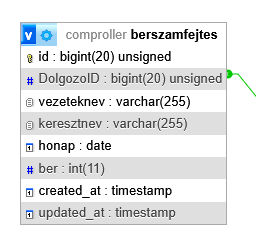 v comproller berszamfejtes
id : bigint(20) unsigned
# DolgozoID : bigint(20) unsigned
vezeteknev : varchar(255)
keresztnev : varchar(255)
honap : date
# ber : int(11)
created_at : timestamp
updated_at : timestamp